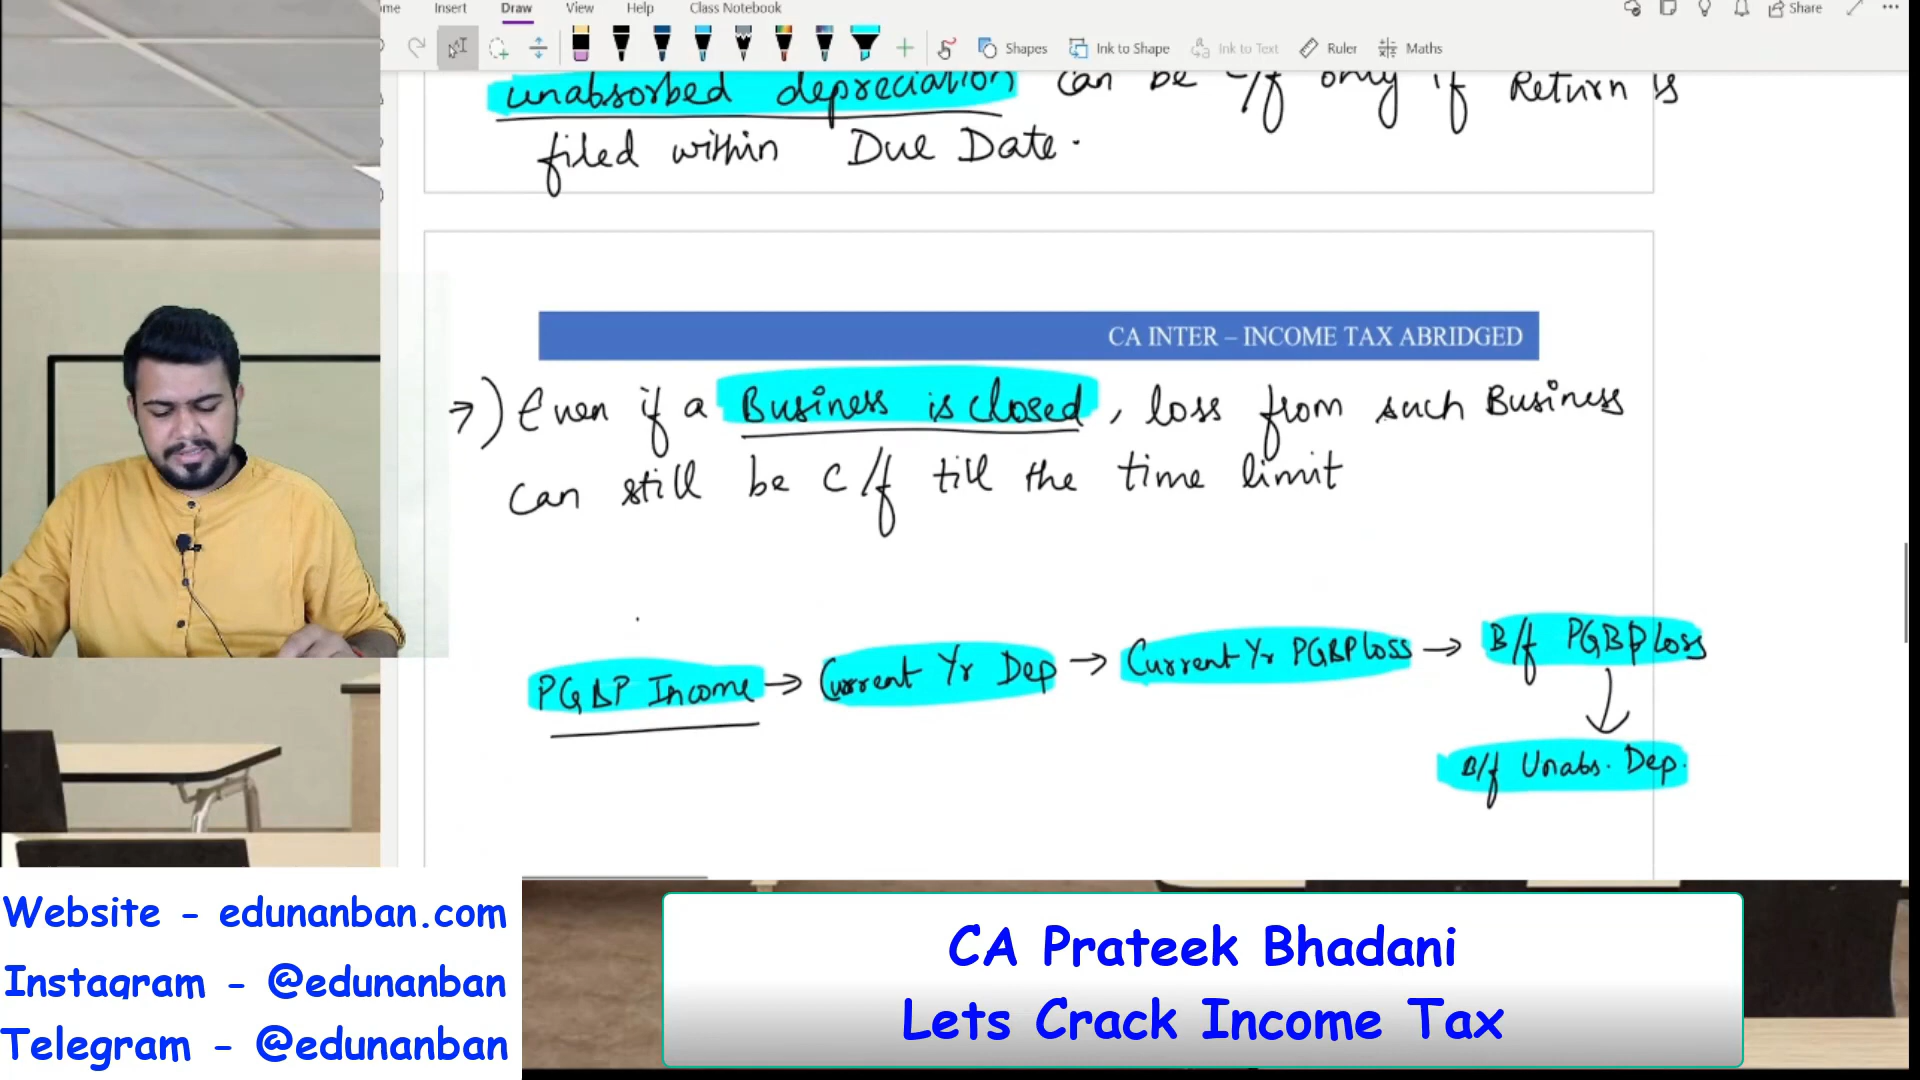 Insert Draw View Help Class Notebook
Share
Shapes Ink to Shape Ink to Text Ruler Maths
unabsorbed depreciation can be c/f only if Return is
filed within Due Date.
CA INTER – INCOME TAX ABRIDGED
→) Even if a Business is closed, loss from such Business
can still be c/f till the time limit
PGBP Income → Current Yr Dep → Current Yr PGBP loss → B/f PGBP Loss
B/f Unabs. Dep.
Website - edunanban.com
Instagram - @edunanban
Telegram - @edunanban
CA Prateek Bhadani
Lets Crack Income Tax